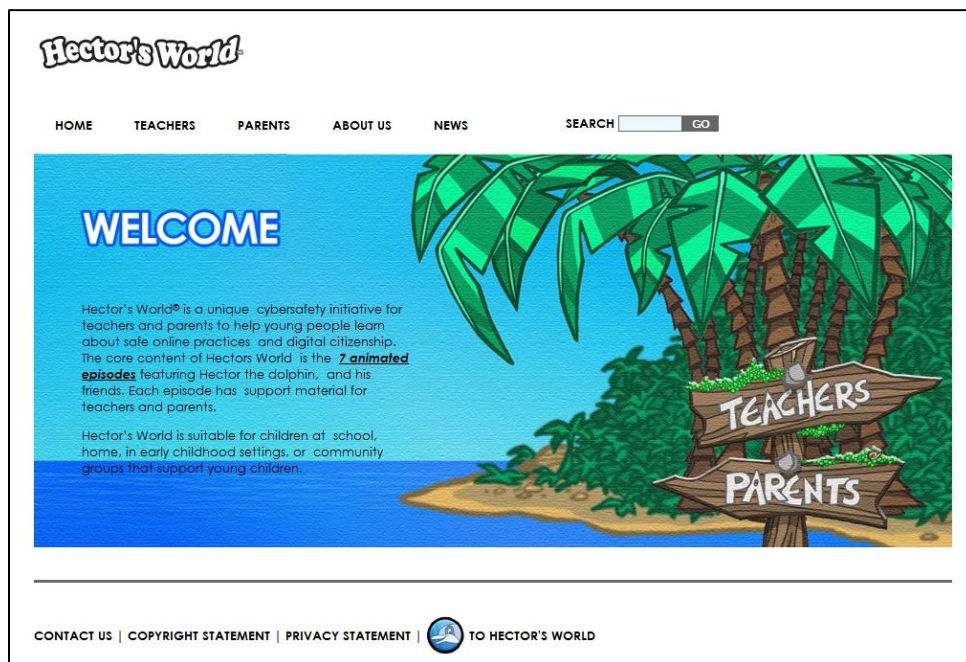 Hector's World
HOME TEACHERS PARENTS ABOUT US NEWS SEARCH GO
WELCOME
Hector's World® is a unique cybersafety initiative for
teachers and parents to help young people learn
about safe online practices and digital citizenship.
The core content of Hectors World is the 7 animated
episodes featuring Hector the dolphin, and his
friends. Each episode has support material for
teachers and parents.
Hector's World is suitable for children at school,
home, in early childhood settings, or community
groups that support young children.
TEACHERS
PARENTS
CONTACT US | COPYRIGHT STATEMENT | PRIVACY STATEMENT | TO HECTOR'S WORLD